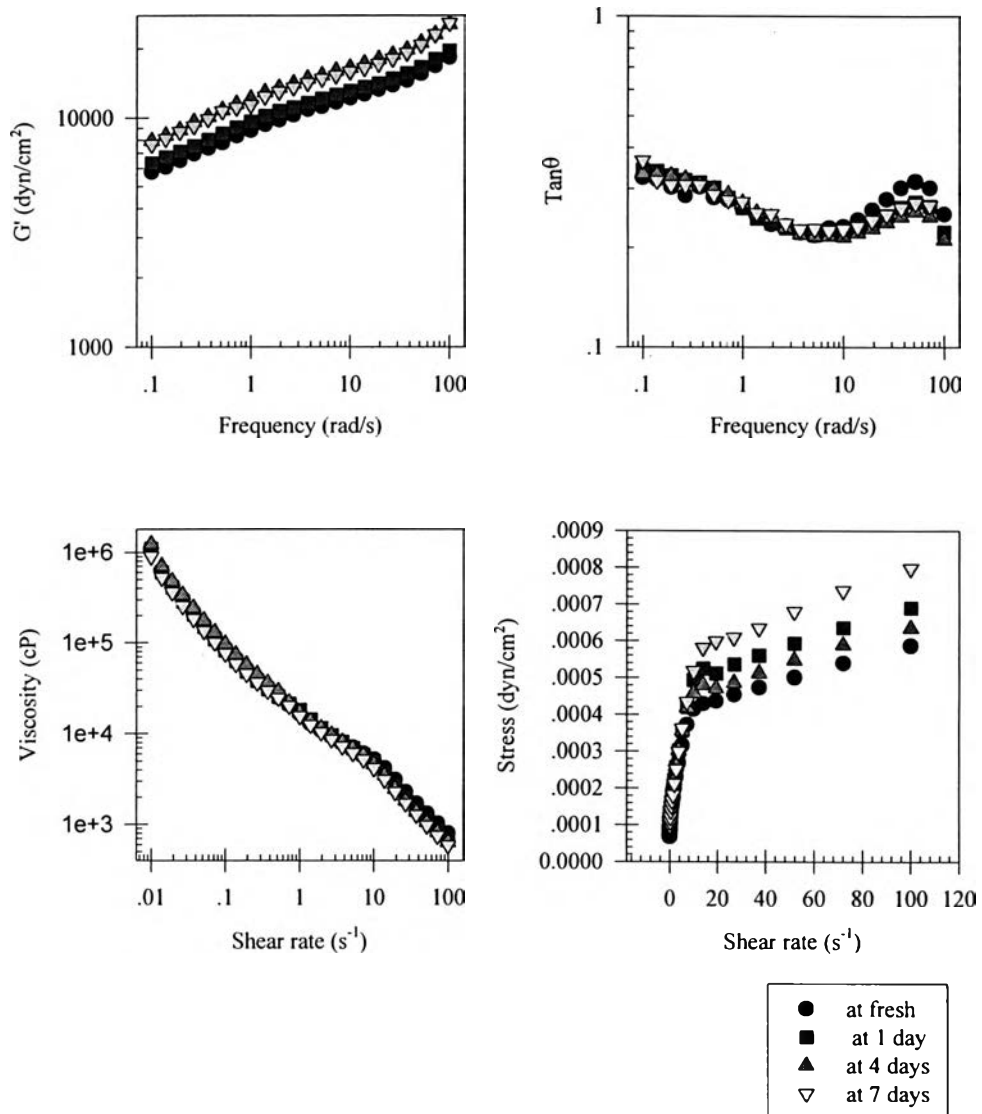 G' (dyn/cm²)
10000
1000
.1 1 10 100
Frequency (rad/s)
Tanθ
1
.1
.1 1 10 100
Frequency (rad/s)
Viscosity (cP)
1e+6
1e+5
1e+4
1e+3
.01 .1 1 10 100
Shear rate (s⁻¹)
Stress (dyn/cm²)
.0009
.0008
.0007
.0006
.0005
.0004
.0003
.0002
.0001
0.0000
0 20 40 60 80 100 120
Shear rate (s⁻¹)
at fresh
at 1 day
at 4 days
at 7 days